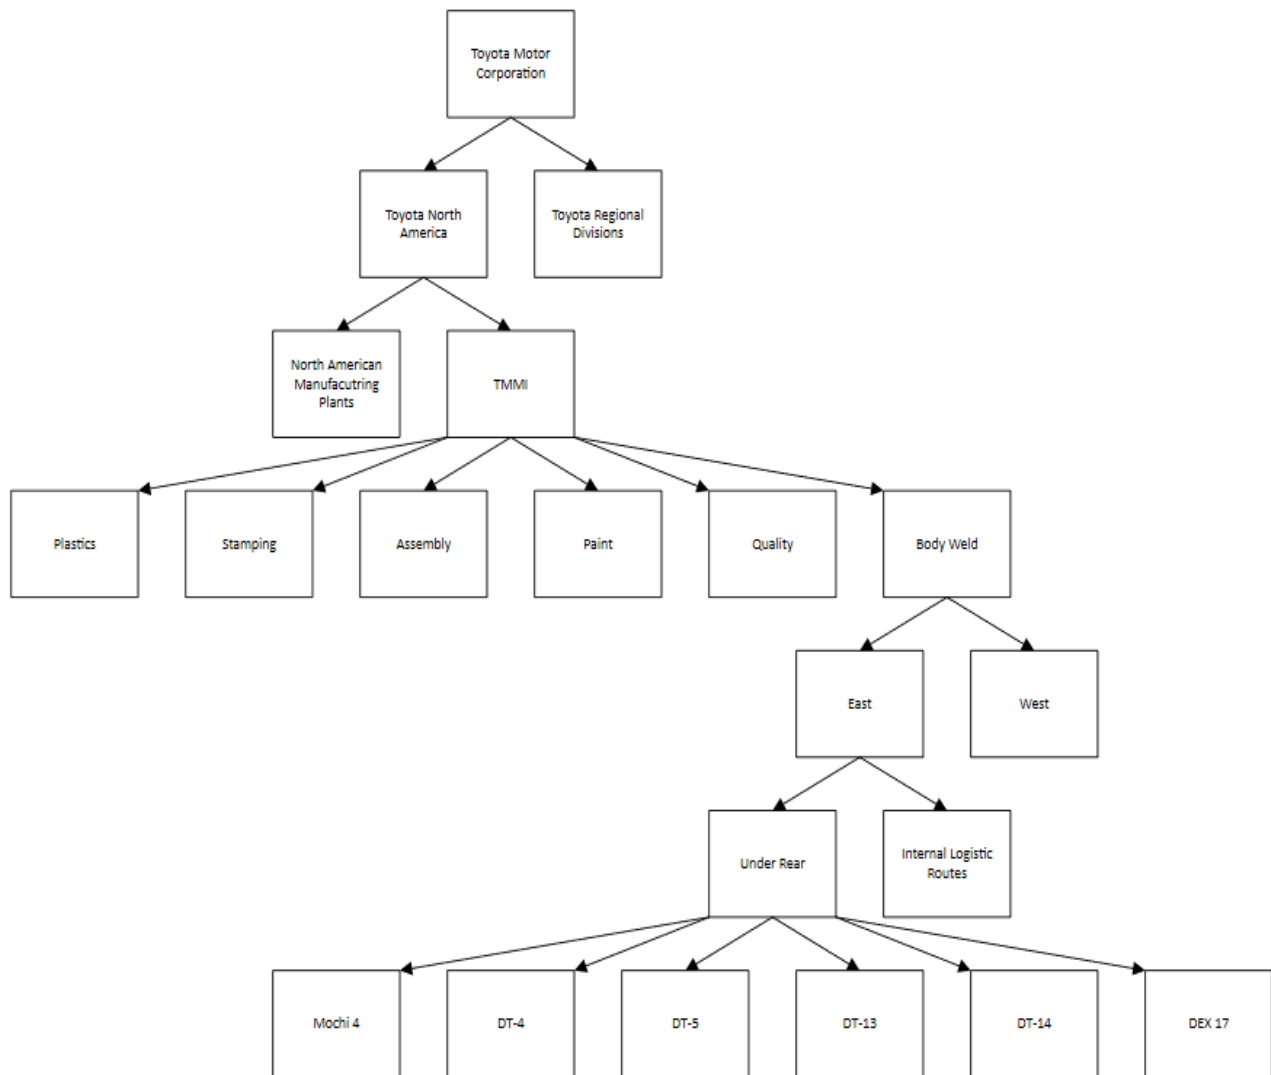 Toyota Motor
Corporation
Toyota North
America
Toyota Regional
Divisions
North American
Manufacutring
Plants
TMMI
Plastics
Stamping
Assembly
Paint
Quality
Body Weld
East
West
Under Rear
Internal Logistic
Routes
Mochi 4
DT-4
DT-5
DT-13
DT-14
DEX 17